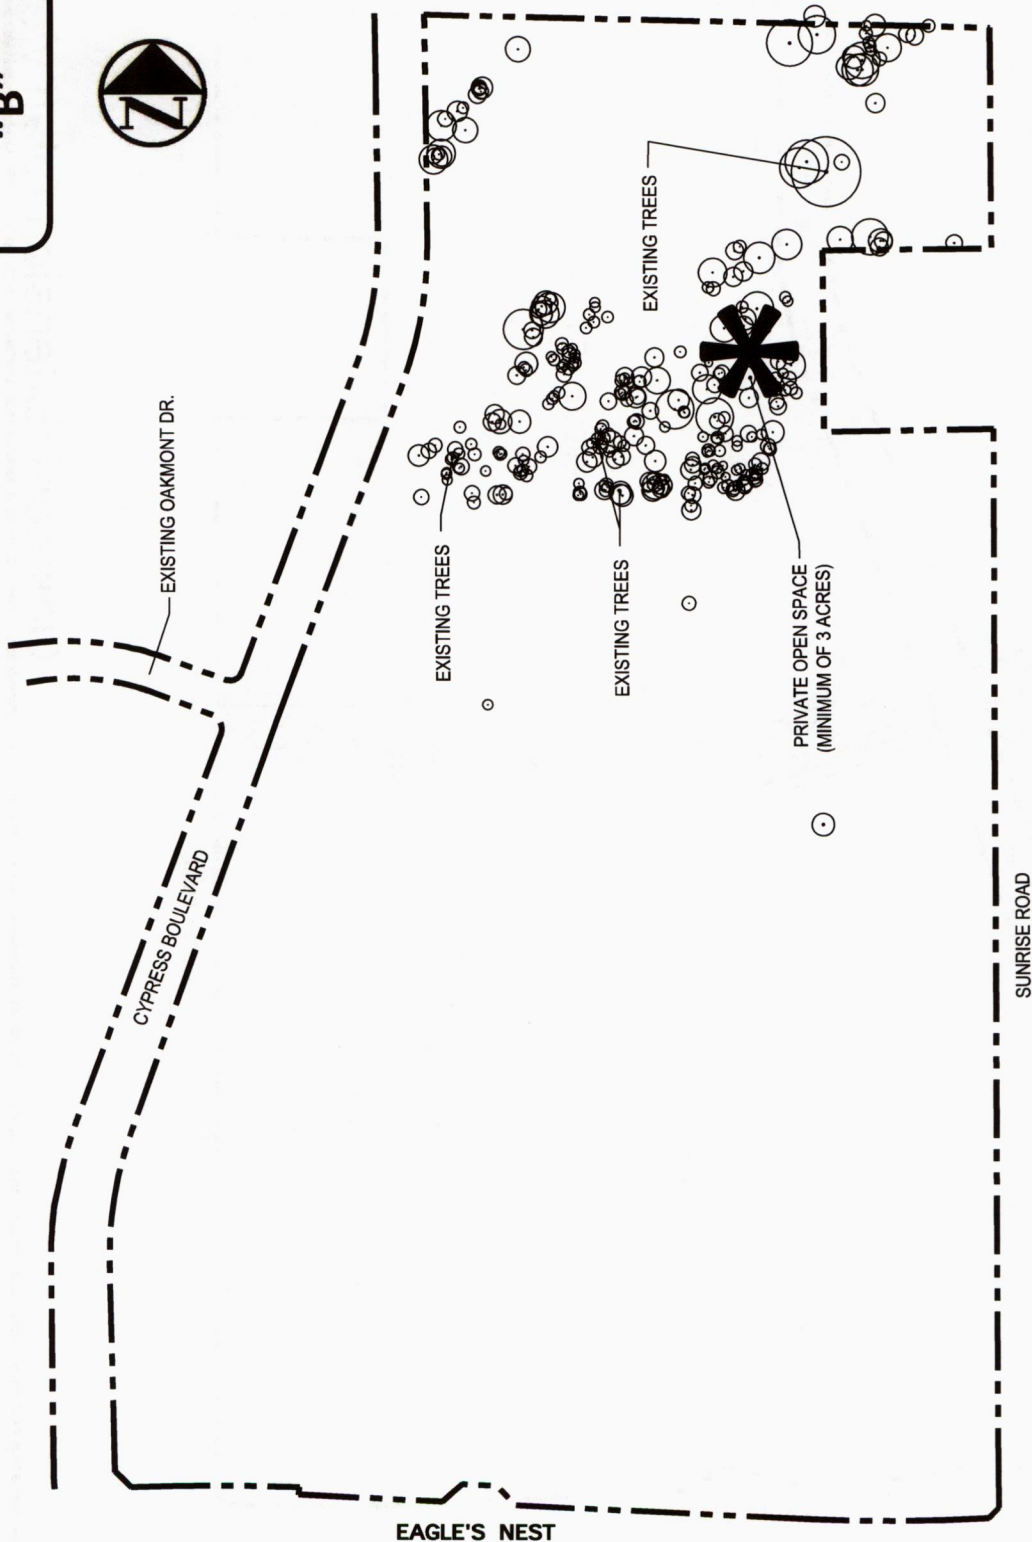 "B"
N
EXISTING OAKMONT DR.
CYPRESS BOULEVARD
EXISTING TREES
EXISTING TREES
EXISTING TREES
PRIVATE OPEN SPACE
(MINIMUM OF 3 ACRES)
SUNRISE ROAD
EAGLE'S NEST